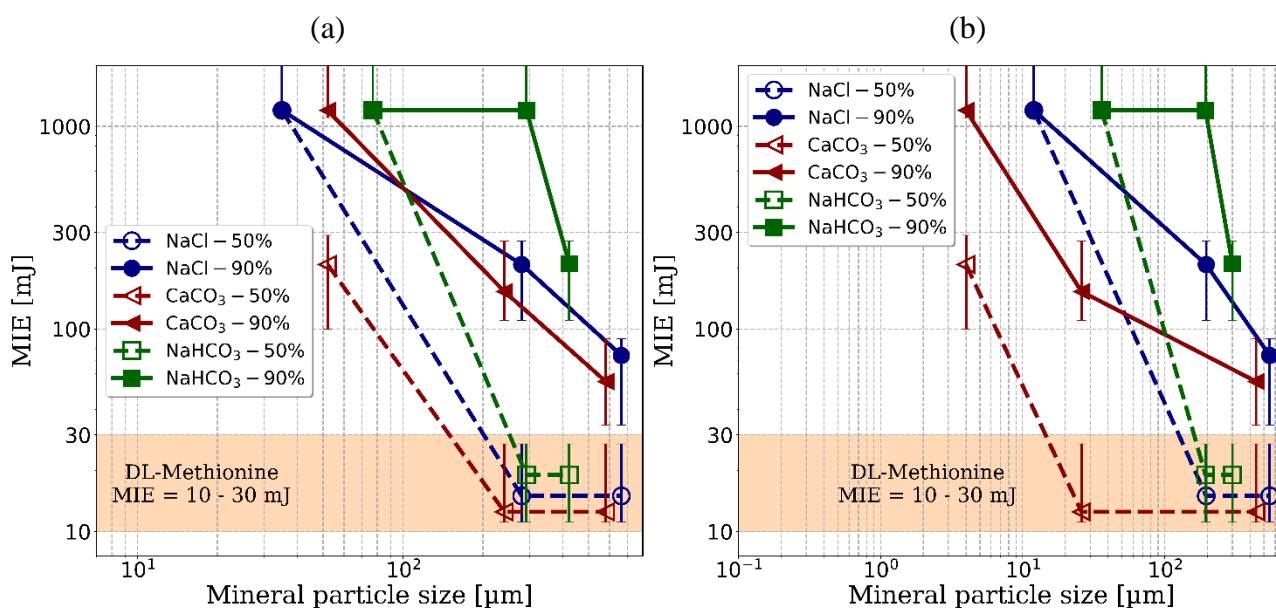 (a)
MIE [mJ]
1000
300
100
30
10
NaCl – 50%
NaCl – 90%
CaCO₃ – 50%
CaCO₃ – 90%
NaHCO₃ – 50%
NaHCO₃ – 90%
DL-Methionine
MIE = 10 - 30 mJ
10¹
10²
Mineral particle size [µm]
(b)
MIE [mJ]
1000
300
100
30
10
NaCl – 50%
NaCl – 90%
CaCO₃ – 50%
CaCO₃ – 90%
NaHCO₃ – 50%
NaHCO₃ – 90%
DL-Methionine
MIE = 10 - 30 mJ
10⁻¹
10⁰
10¹
10²
Mineral particle size [µm]